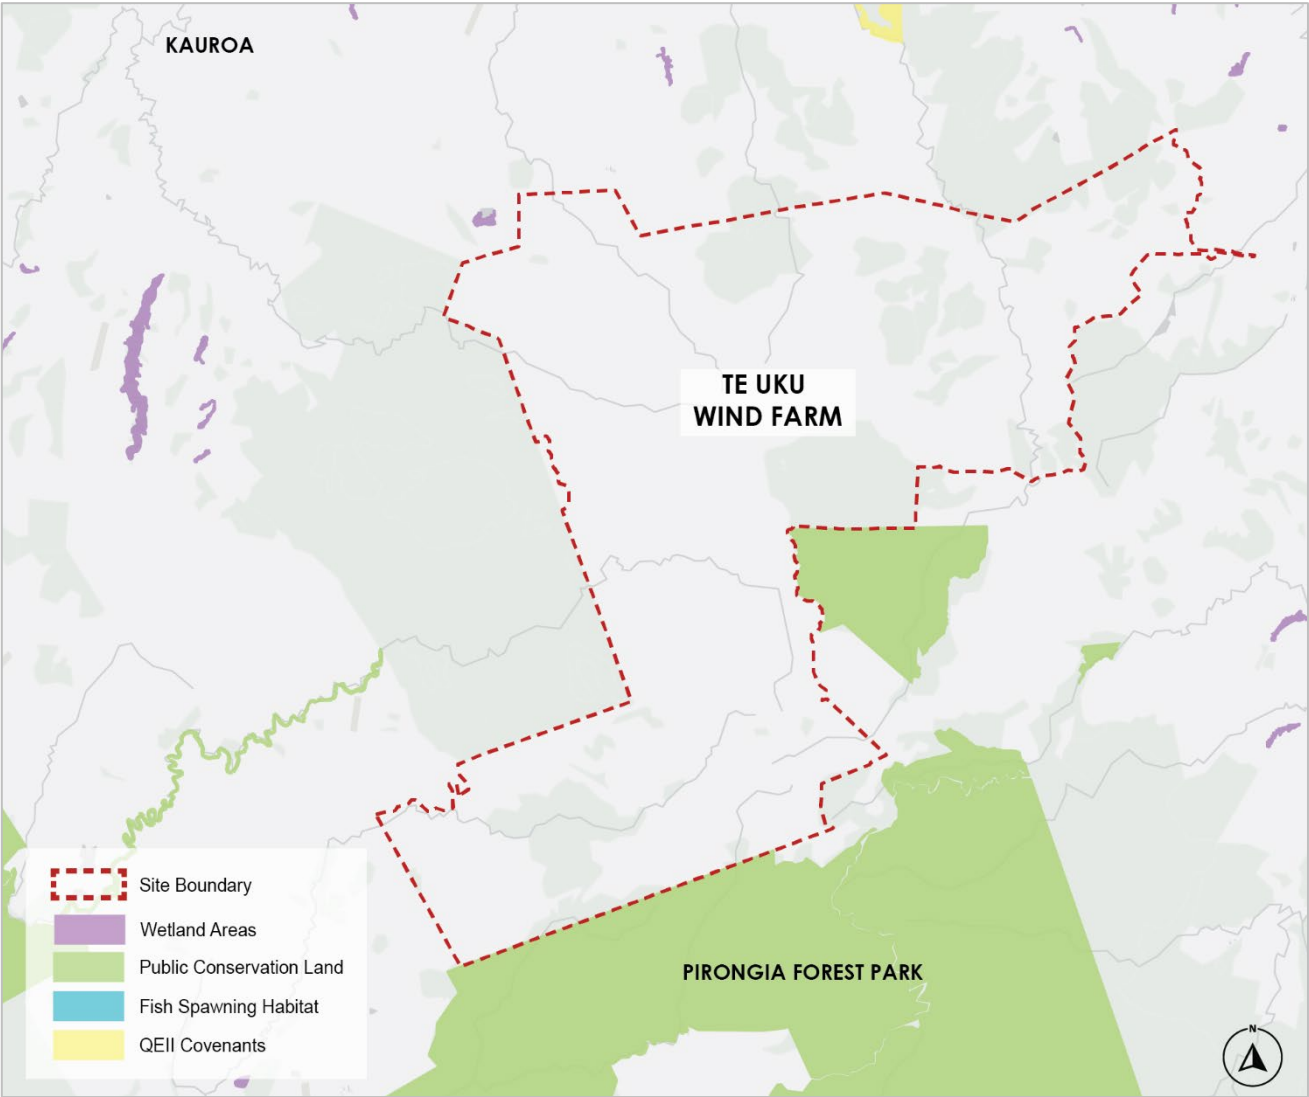 KAUROA
TE UKU
WIND FARM
Site Boundary
Wetland Areas
Public Conservation Land
Fish Spawning Habitat
QEII Covenants
PIRONGIA FOREST PARK
N